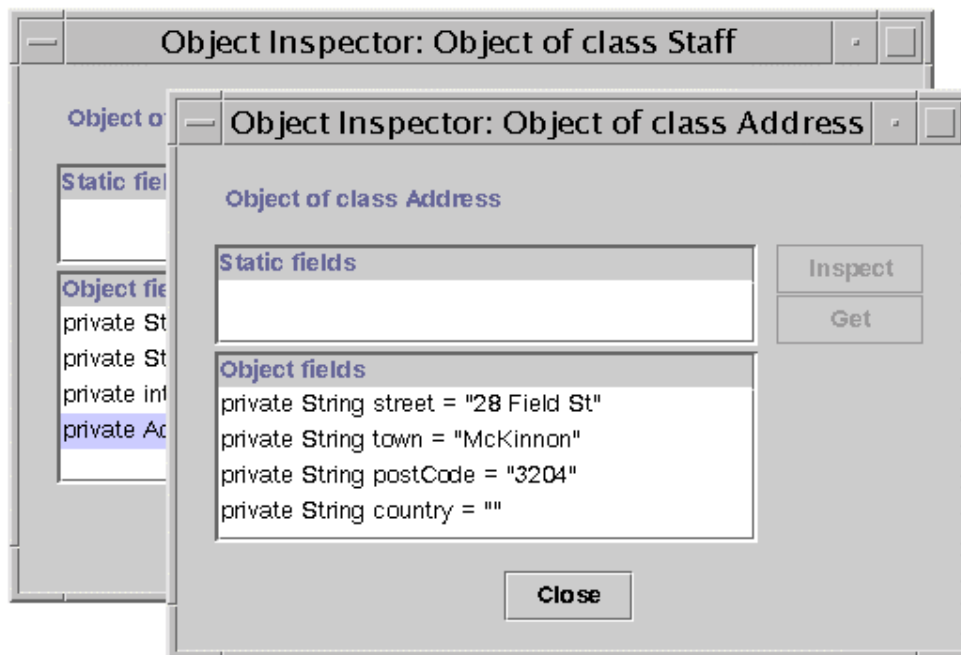 Object Inspector: Object of class Staff
Object of
Static fiel
Object fie
private St
private St
private int
private Ad
Object Inspector: Object of class Address
Object of class Address
Static fields
Inspect
Get
Object fields
private String street = "28 Field St"
private String town = "McKinnon"
private String postCode = "3204"
private String country = ""
Close